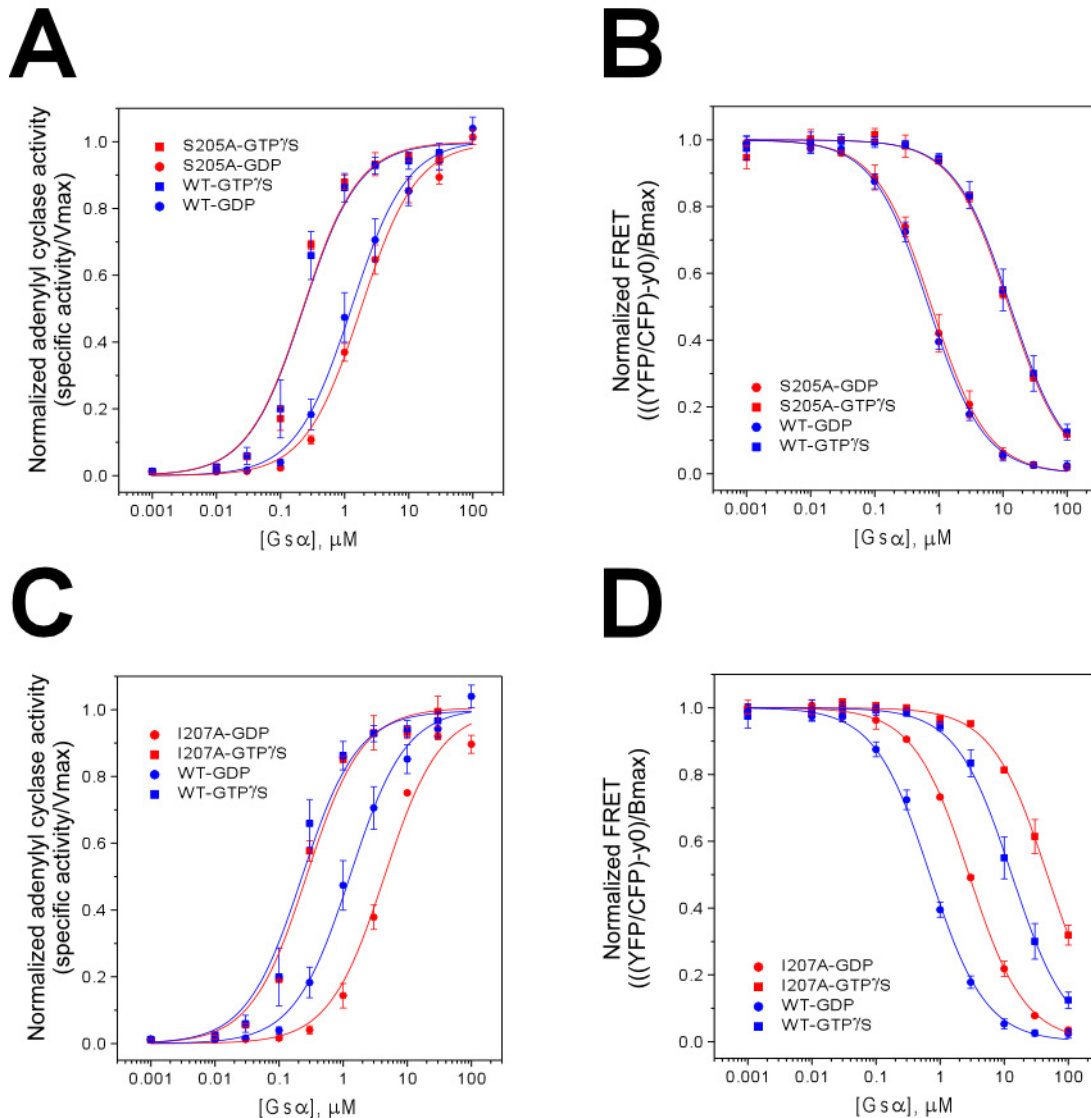 A
Normalized adenylyl cyclase activity
(specific activity/Vmax)
S205A-GTPγS
S205A-GDP
WT-GTPγS
WT-GDP
1.0
0.8
0.6
0.4
0.2
0.0
0.001 0.01 0.1 1 10 100
[Gsα], μM
B
Normalized FRET
(((YFP/CFP)-y0)/Bmax
1.0
0.8
0.6
0.4
0.2
0.0
S205A-GDP
S205A-GTPγS
WT-GDP
WT-GTPγS
0.001 0.01 0.1 1 10 100
[Gsα], μM
C
Normalized adenylyl cyclase activity
(specific activity/Vmax)
I207A-GDP
I207A-GTPγS
WT-GDP
WT-GTPγS
1.0
0.8
0.6
0.4
0.2
0.0
0.001 0.01 0.1 1 10 100
[Gsα], μM
D
Normalized FRET
(((YFP/CFP)-y0)/Bmax
1.0
0.8
0.6
0.4
0.2
0.0
I207A-GDP
I207A-GTPγS
WT-GDP
WT-GTPγS
0.001 0.01 0.1 1 10 100
[Gsα], μM